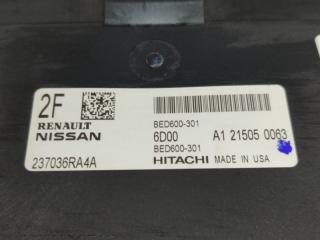 2F
BED600-301
RENAULT
NISSAN
6D00 A1 21505 0063
BED600-301
237036RA4A HITACHI MADE IN USA